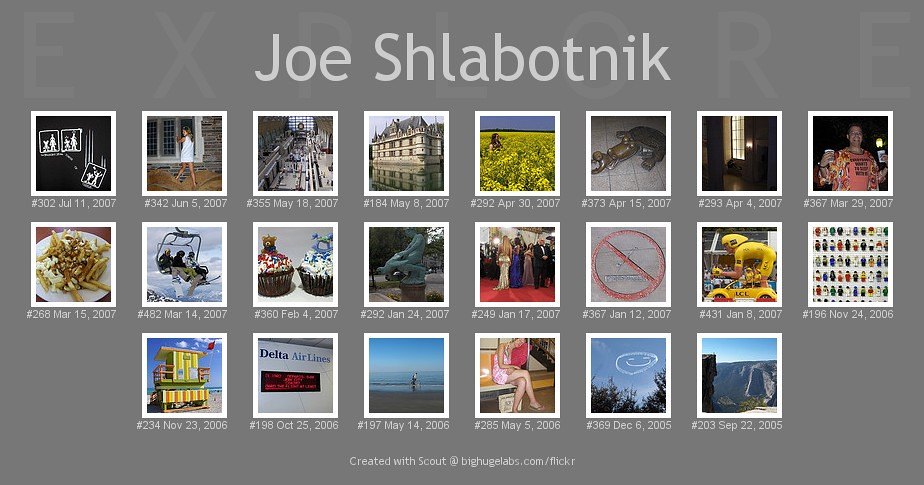 EXPLORE
Joe Shlabotnik
#302 Jul 11, 2007 #342 Jun 5, 2007 #355 May 18, 2007 #184 May 8, 2007 #292 Apr 30, 2007 #373 Apr 15, 2007 #293 Apr 4, 2007 #367 Mar 29, 2007
#268 Mar 15, 2007 #482 Mar 14, 2007 #360 Feb 4, 2007 #292 Jan 24, 2007 #249 Jan 17, 2007 #367 Jan 12, 2007 #431 Jan 8, 2007 #196 Nov 24, 2006
LCL
Delta Air Lines
#234 Nov 23, 2006 #198 Oct 25, 2006 #197 May 14, 2006 #285 May 6, 2006 #369 Dec 6, 2005 #203 Sep 22, 2005
Created with Scout @ bighugelabs.com/flickr